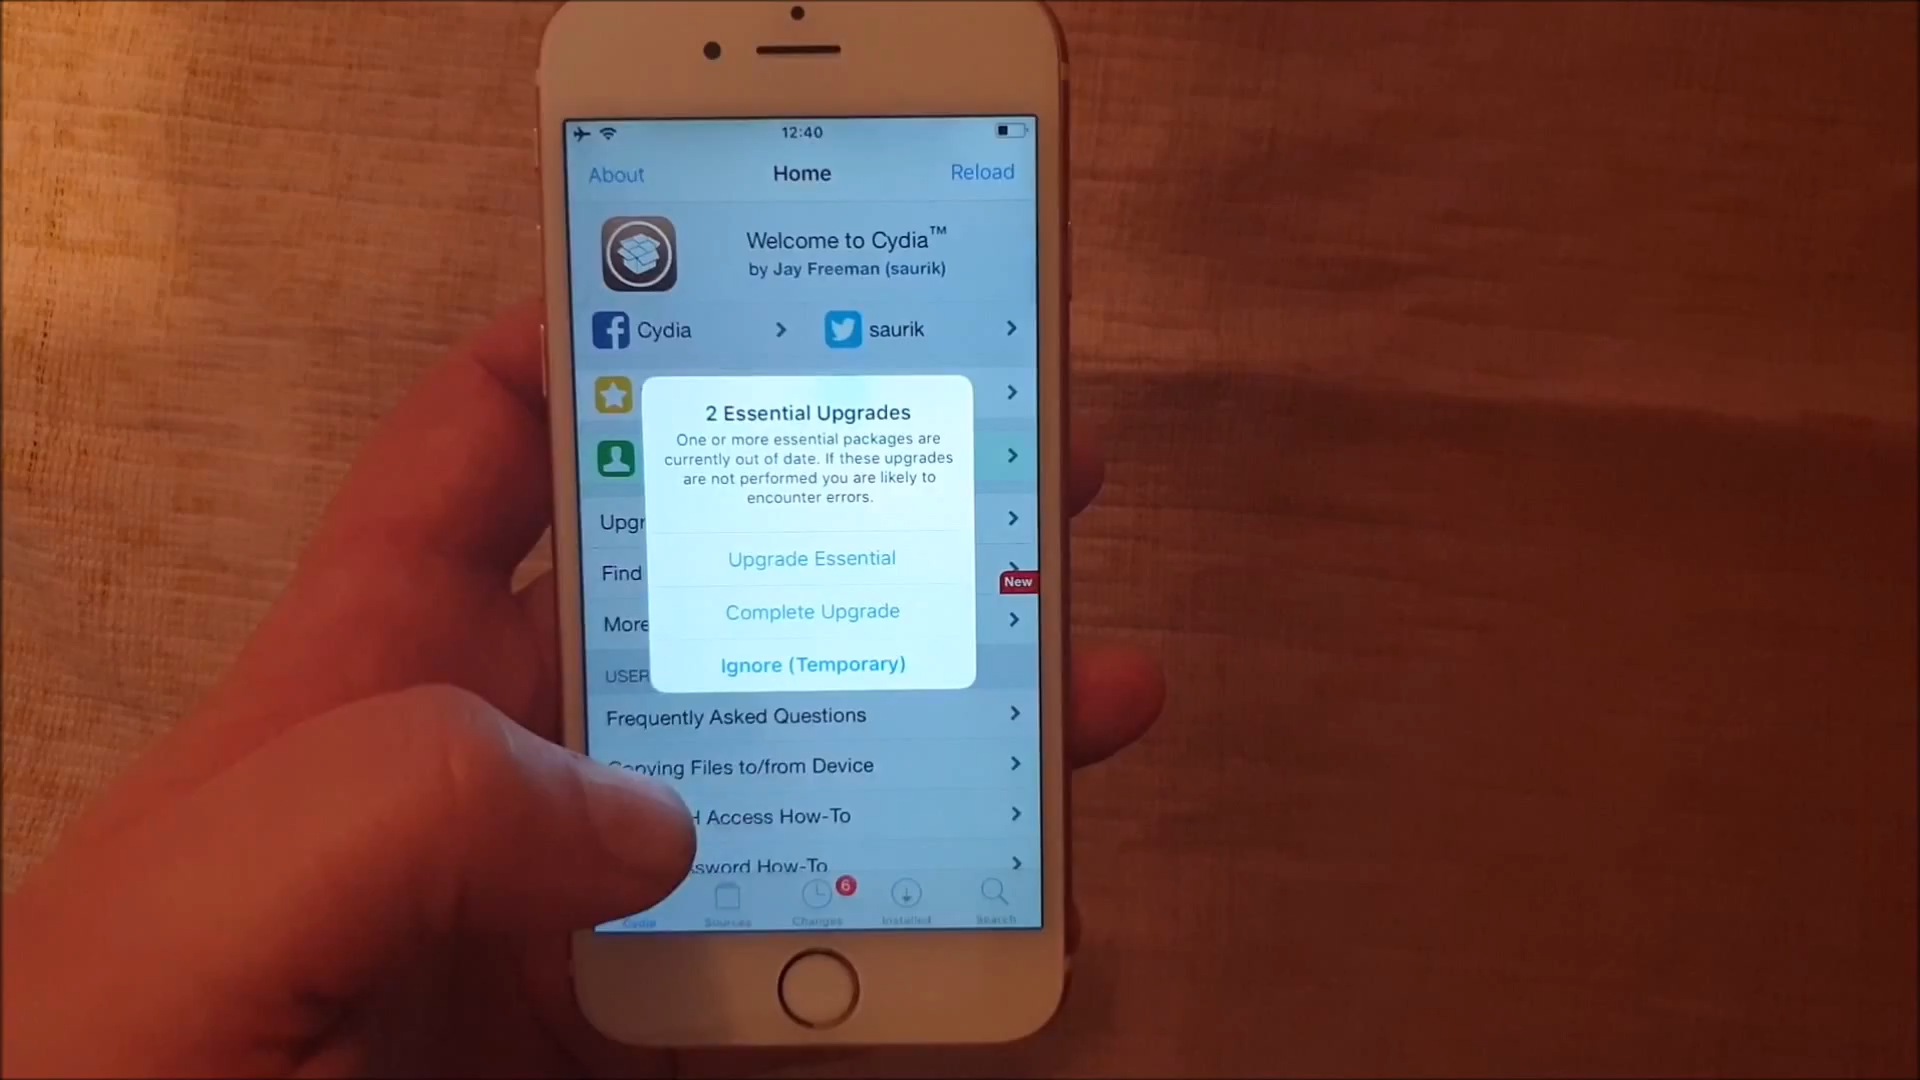 12:40
About Home Reload
Welcome to Cydia™
by Jay Freeman (saurik)
Cydia saurik
2 Essential Upgrades
One or more essential packages are
currently out of date. If these upgrades
are not performed you are likely to
encounter errors.
Upgr
Upgrade Essential
Find
New
Complete Upgrade
More
Ignore (Temporary)
USER
Frequently Asked Questions
Copying Files to/from Device
H Access How-To
sword How-To
6
Cydia Sources Changes Installed Search